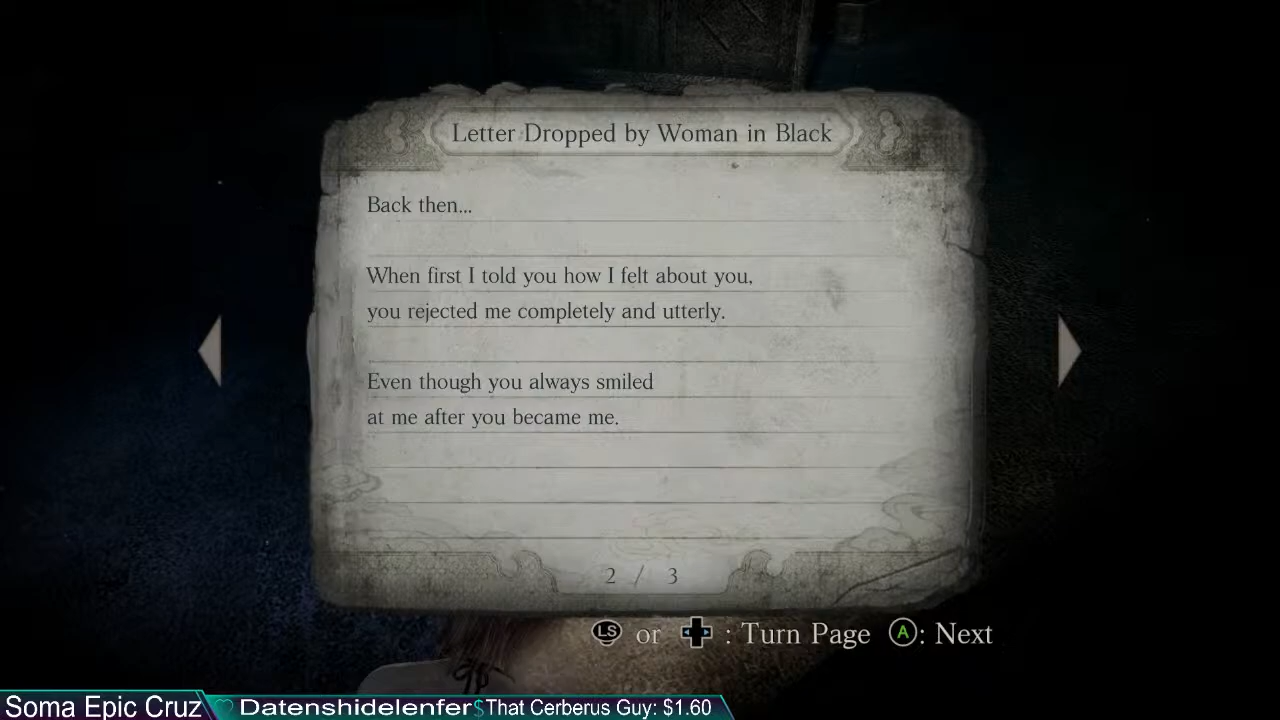 Letter Dropped by Woman in Black
Back then...
When first I told you how I felt about you,
you rejected me completely and utterly.
Even though you always smiled
at me after you became me.
2 / 3
LS or : Turn Page A : Next
Soma Epic Cruz Datenshidelenfer $ That Cerberus Guy: $1.60